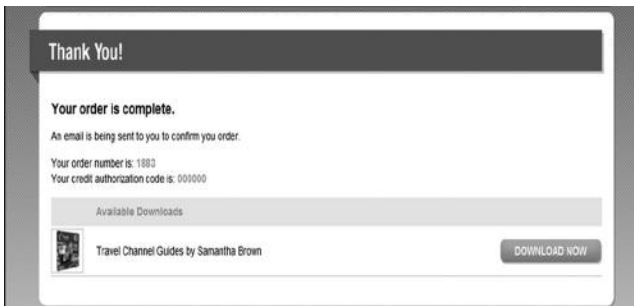 Thank You!
Your order is complete.
An email is being sent to you to confirm you order.
Your order number is: 1883
Your credit authorization code is: 000000
Available Downloads
Travel Channel Guides by Samantha Brown
DOWNLOAD NOW